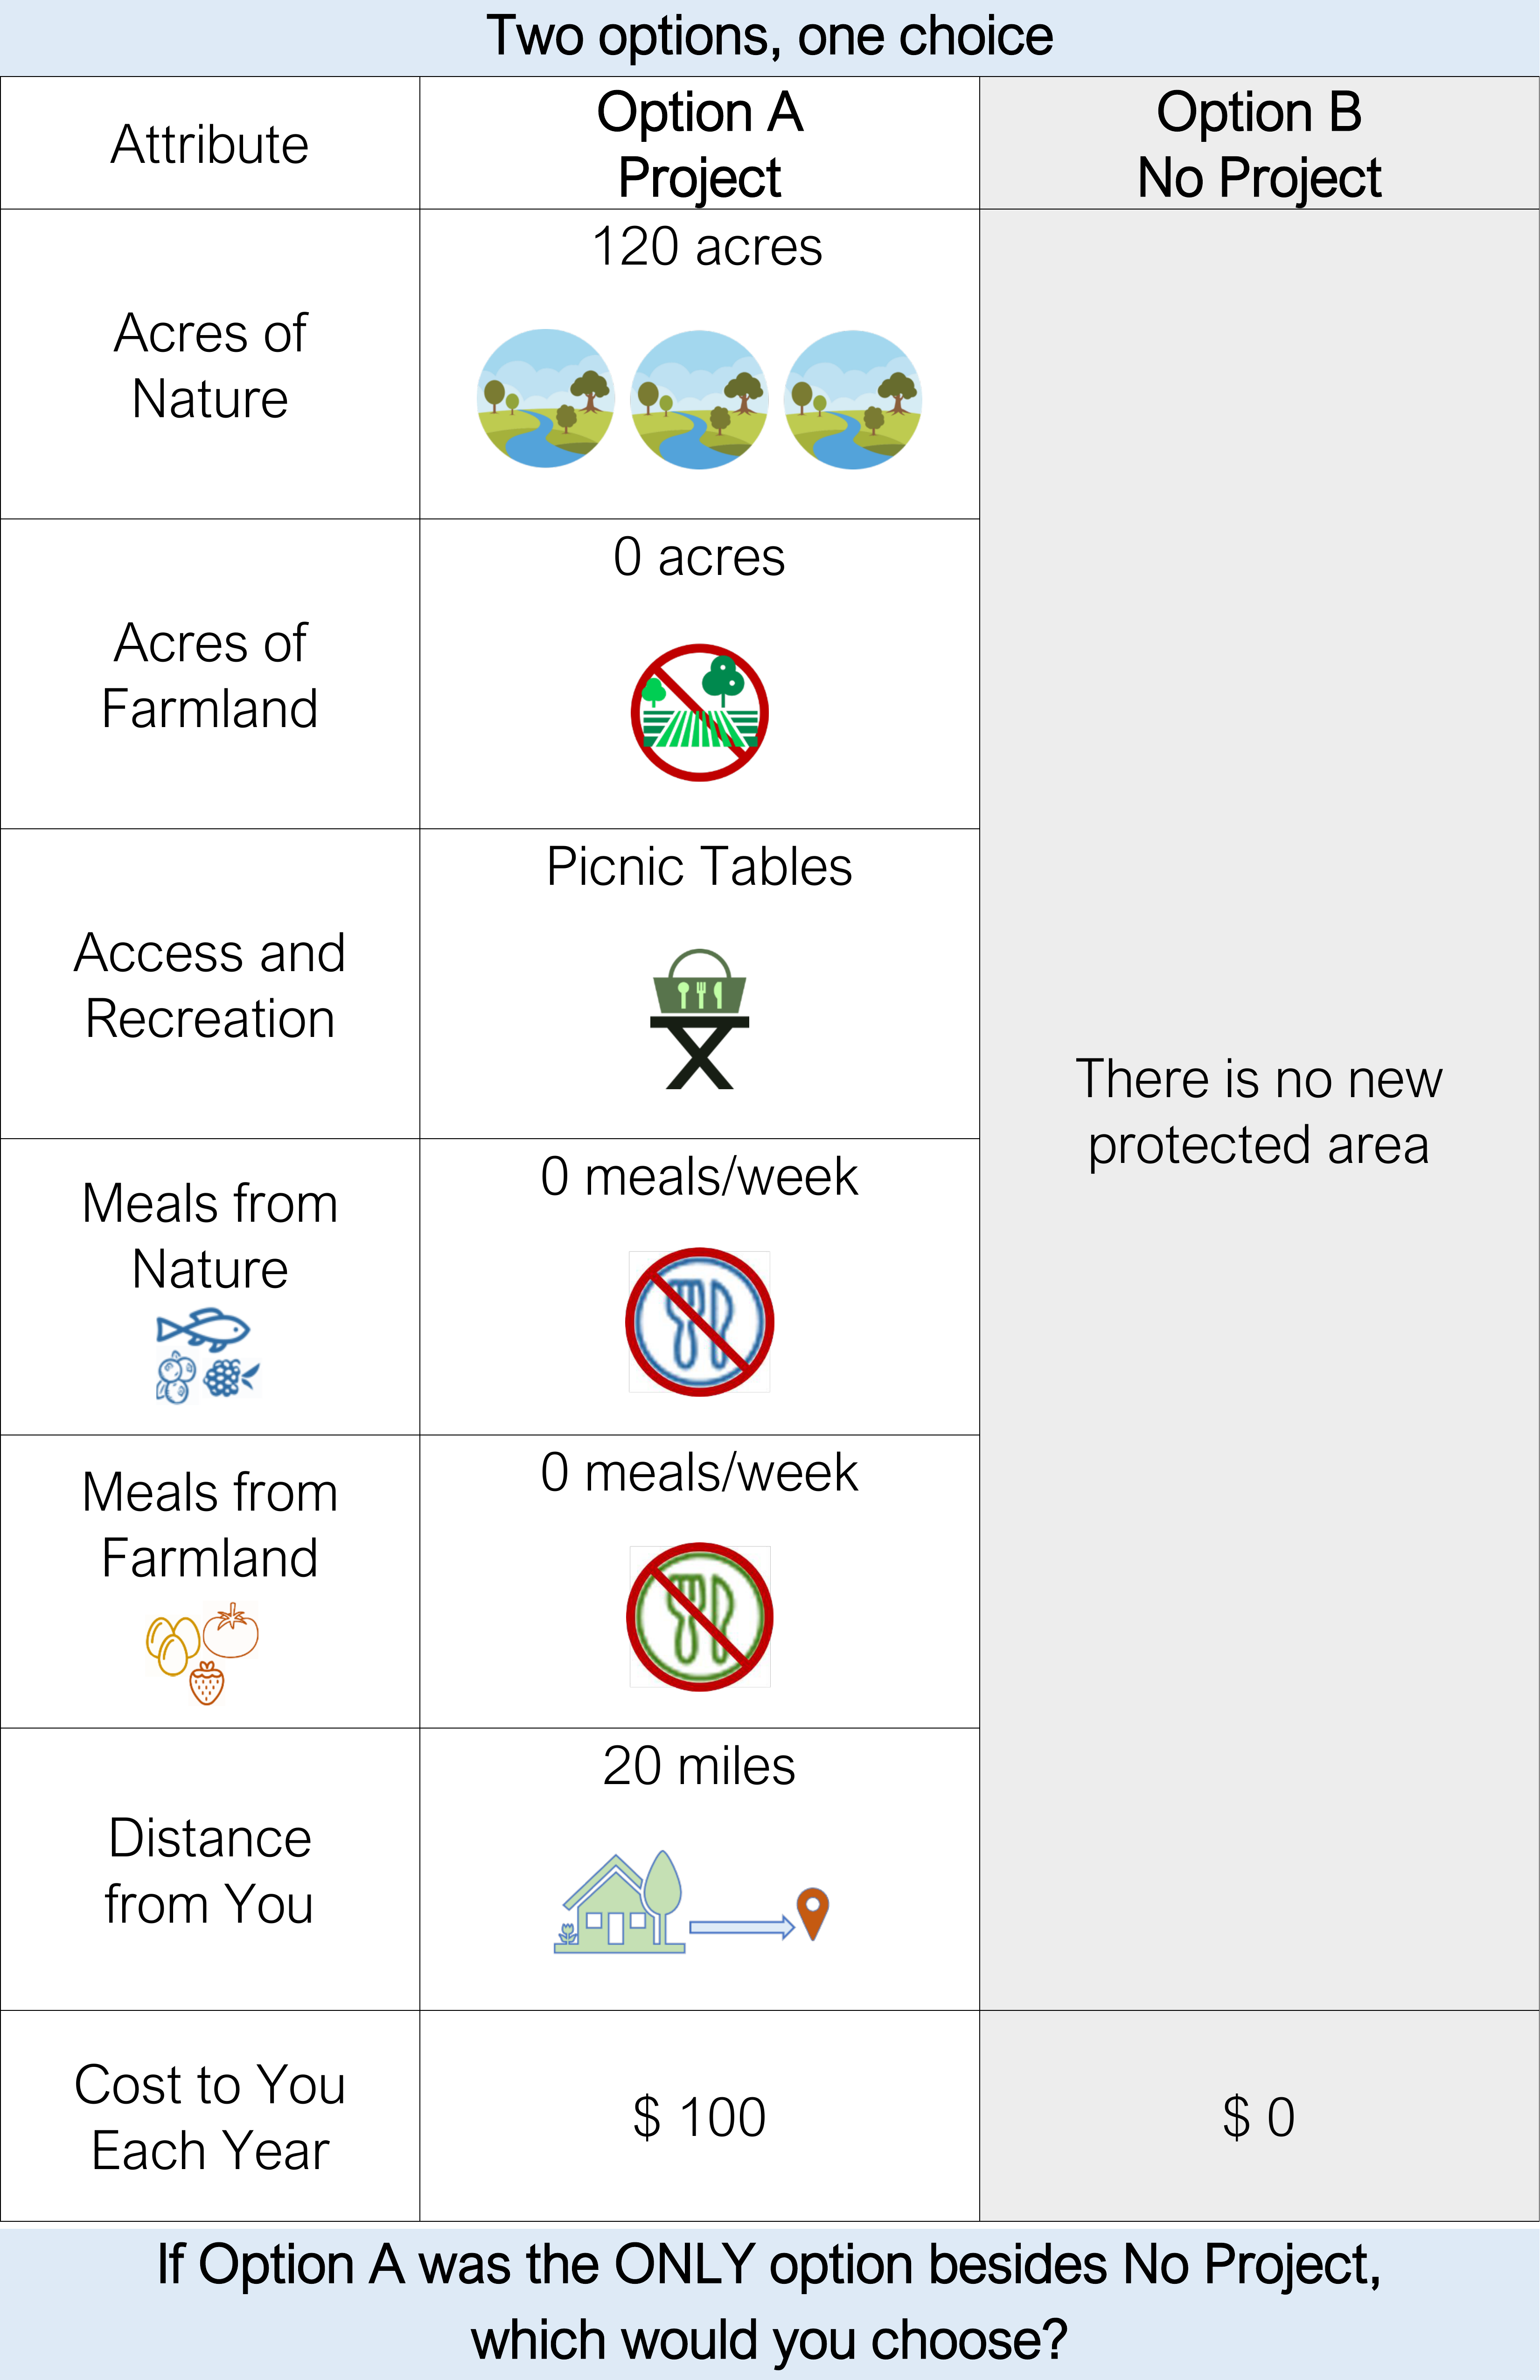 Two options, one choice
Attribute
Option A
Project
Option B
No Project
Acres of
Nature
120 acres
Acres of
Farmland
0 acres
Access and
Recreation
Picnic Tables
There is no new
protected area
Meals from
Nature
0 meals/week
Meals from
Farmland
0 meals/week
Distance
from You
20 miles
Cost to You
Each Year
$ 100
$ 0
If Option A was the ONLY option besides No Project,
which would you choose?